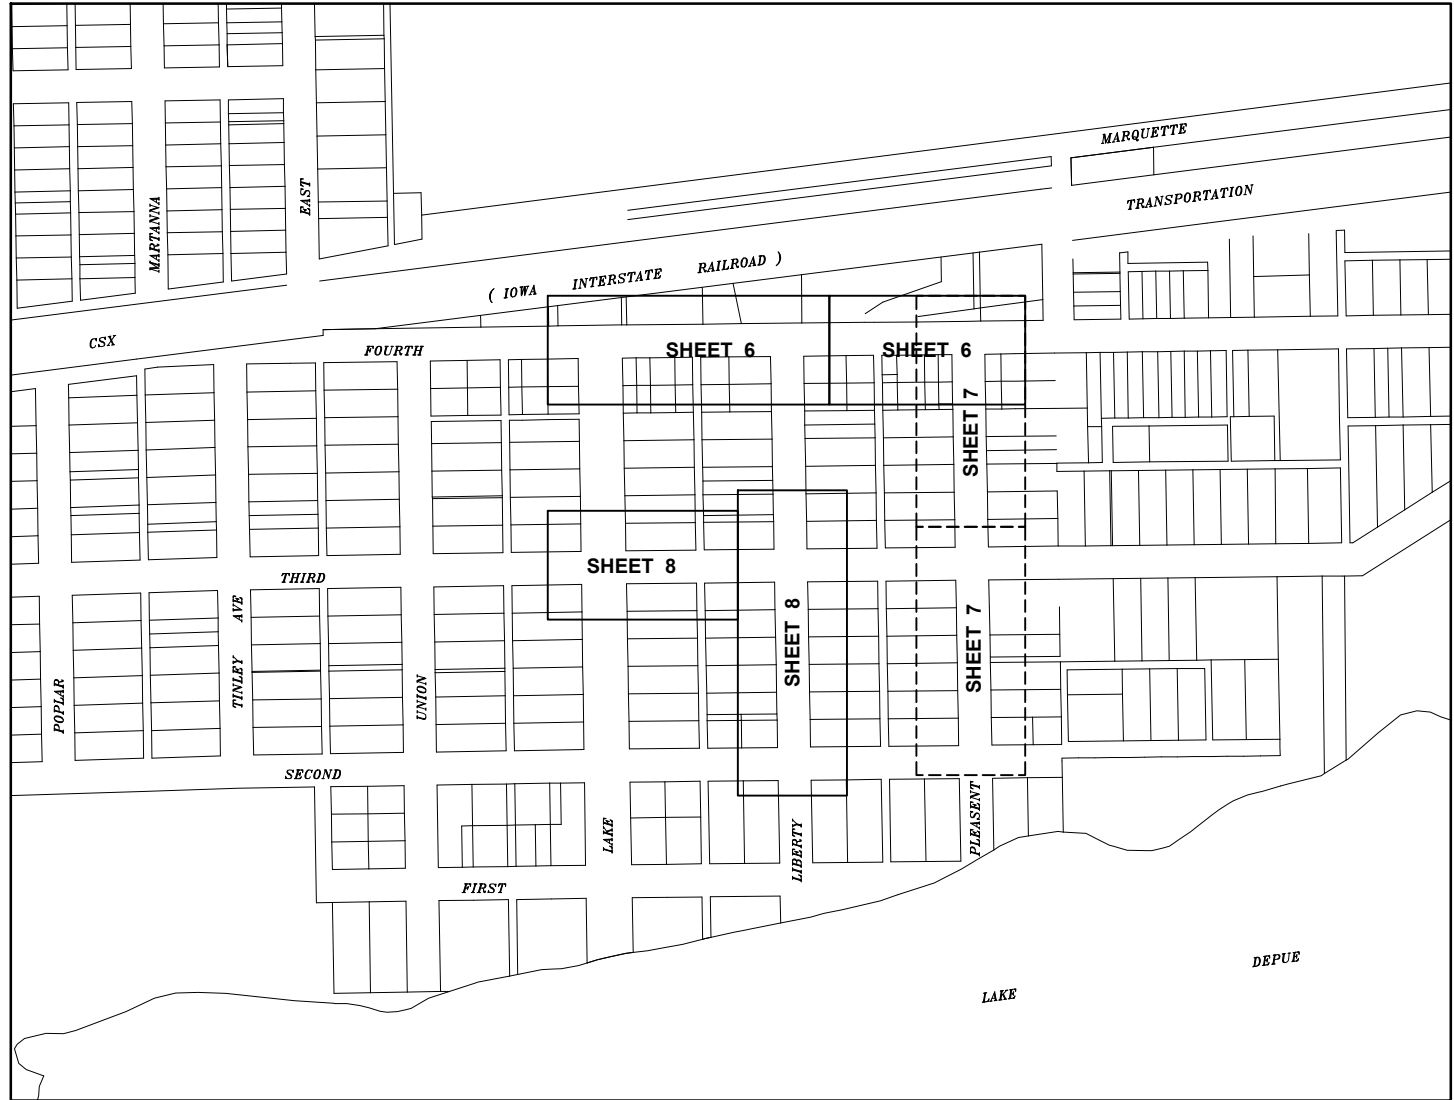 MARQUETTE
TRANSPORTATION
EAST
MARTANNA
( IOWA INTERSTATE RAILROAD )
CSX
FOURTH
SHEET 6
SHEET 6
SHEET 7
SHEET 8
THIRD
TINLEY AVE
SHEET 8
SHEET 7
POPLAR
UNION
SECOND
LAKE
LIBERTY
PLEASENT
FIRST
DEPUE
LAKE